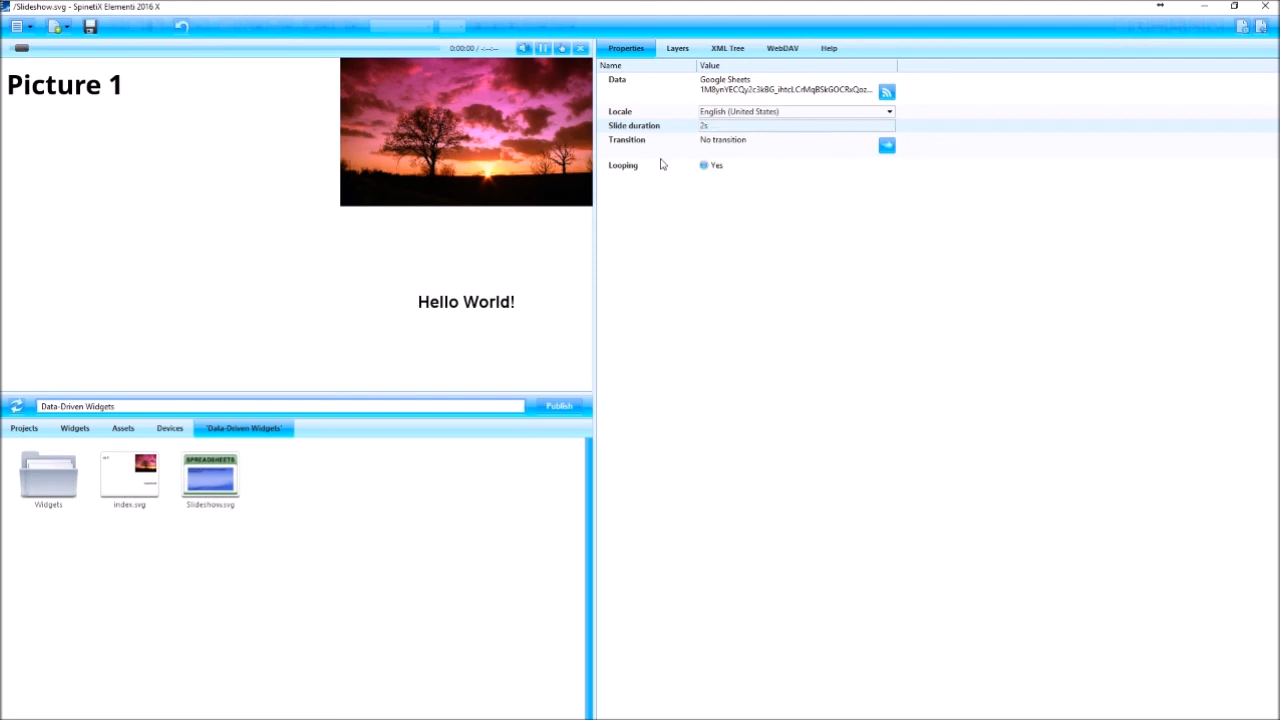 /Slideshow.svg - SpinetiX Elementi 2016 X
0:00:00 / -:--:--
Picture 1
Hello World!
Properties
Layers
XML Tree
WebDAV
Help
Name
Value
Data
Google Sheets
Locale
English (United States)
Slide duration
2s
Transition
No transition
Looping
Yes
Data-Driven Widgets
Publish
Projects
Widgets
Assets
Devices
'Data-Driven Widgets'
SPREADSHEETS
Widgets
index.svg
Slideshow.svg